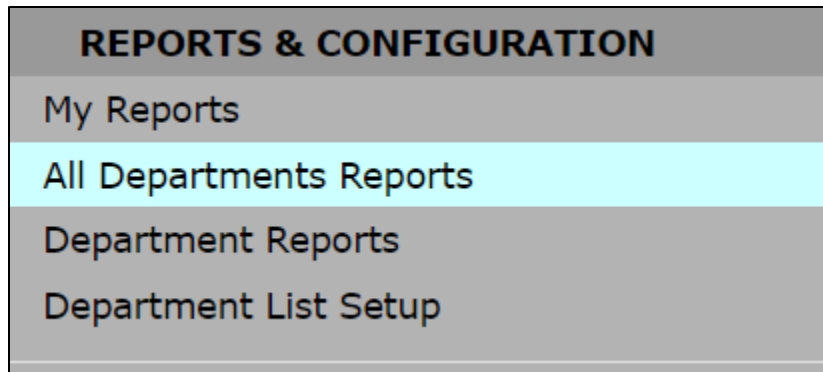 REPORTS & CONFIGURATION
My Reports
All Departments Reports
Department Reports
Department List Setup